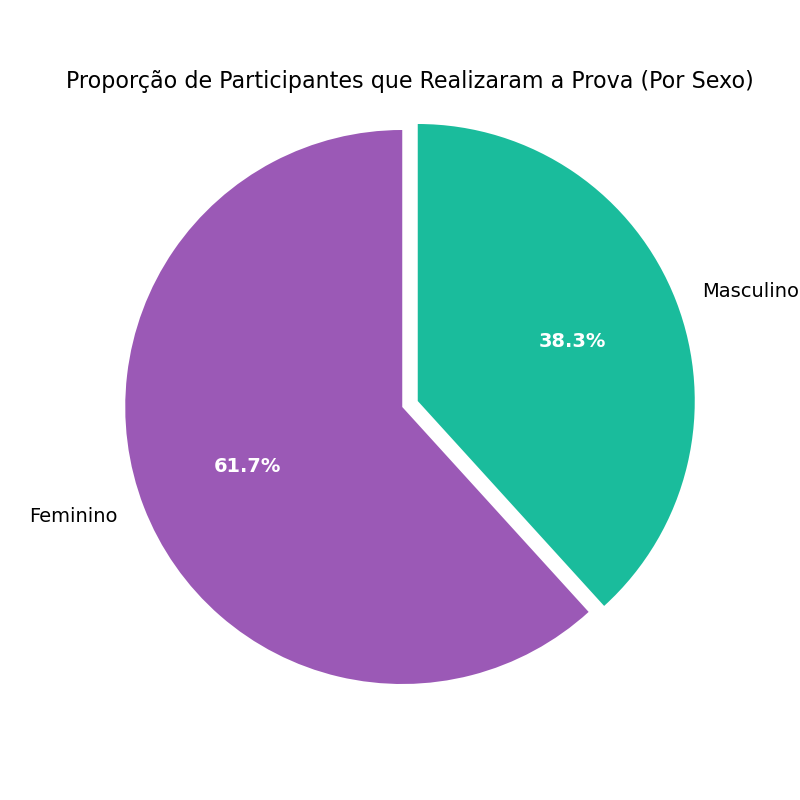 Proporção de Participantes que Realizaram a Prova (Por Sexo)
Masculino
38.3%
61.7%
Feminino